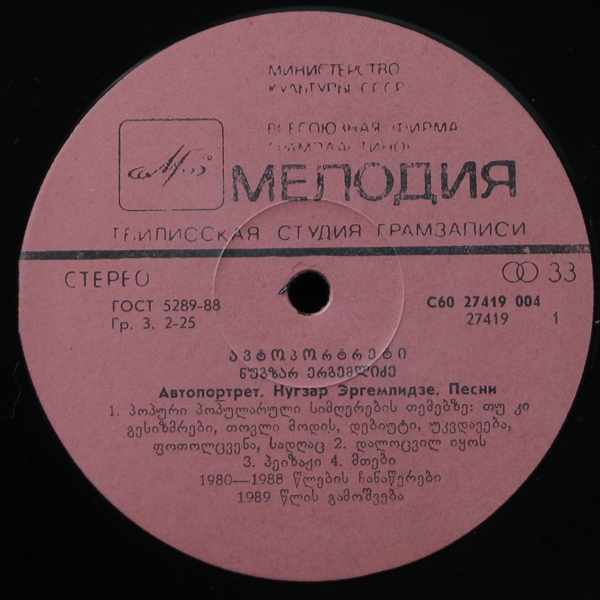 МИНИСТЕРСТВО
КУЛЬТУРЫ СССР
ВСЕСОЮЗНАЯ ФИРМА
ГРАМПЛАСТИНОК
МЕЛОДИЯ
ТБИЛИССКАЯ СТУДИЯ ГРАМЗАПИСИ
СТЕРЕО
33
ГОСТ 5289-88
Гр. 3. 2-25
С60 27419 004
27419 1
ავტოპორტრეტი
ნუგზარ ერგემლიძე
Автопортрет. Нугзар Эргемлидзе. Песни
1. პოპური პოპულარული სიმღერების თემებზე: თუ კი
გესიზმრები, თოვლი მოდის, დებიუტი, უკვდავება,
ფოთოლცვენა, სადღაც 2. დალოცვილ იყოს
3. პეიზაჟი 4. მთები
1980—1988 წლების ჩანაწერები
1989 წლის გამოშვება